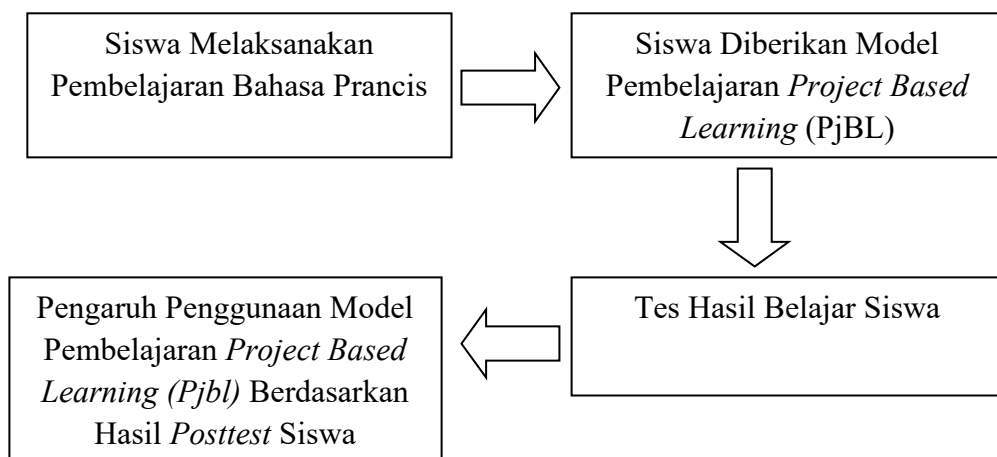 Siswa Melaksanakan
Pembelajaran Bahasa Prancis
Siswa Diberikan Model
Pembelajaran Project Based
Learning (PjBL)
Tes Hasil Belajar Siswa
Pengaruh Penggunaan Model
Pembelajaran Project Based
Learning (Pjbl) Berdasarkan
Hasil Posttest Siswa